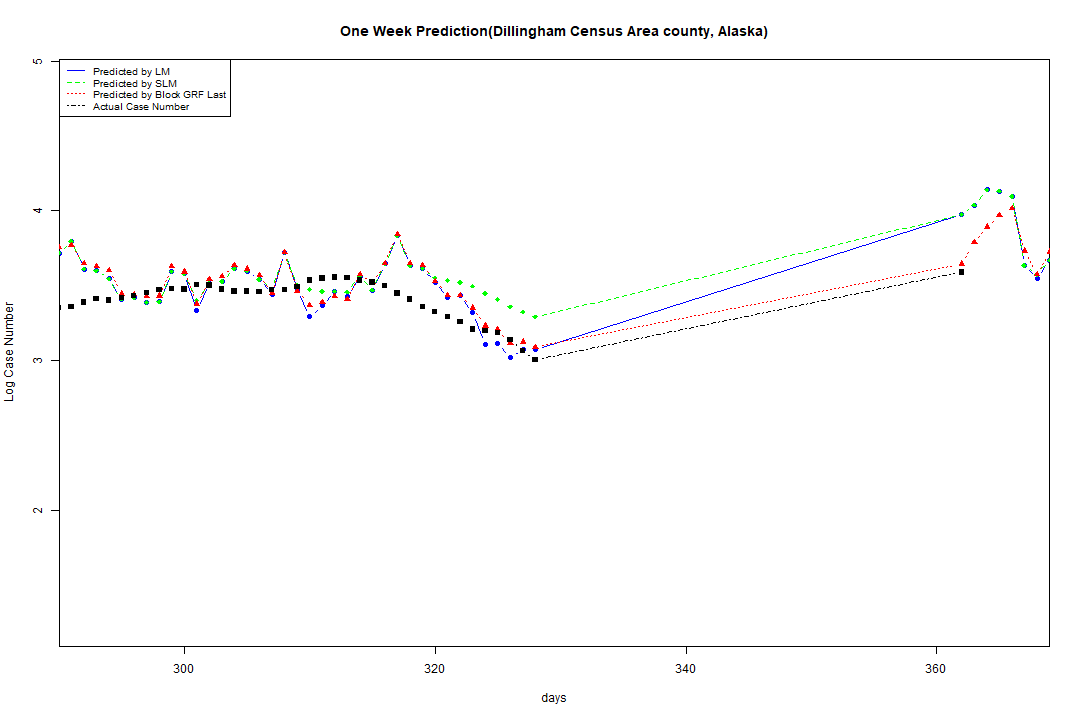 One Week Prediction(Dillingham Census Area county, Alaska)
Predicted by LM
Predicted by SLM
Predicted by Block GRF Last
Actual Case Number
5
4
3
2
Log Case Number
300
320
340
360
days